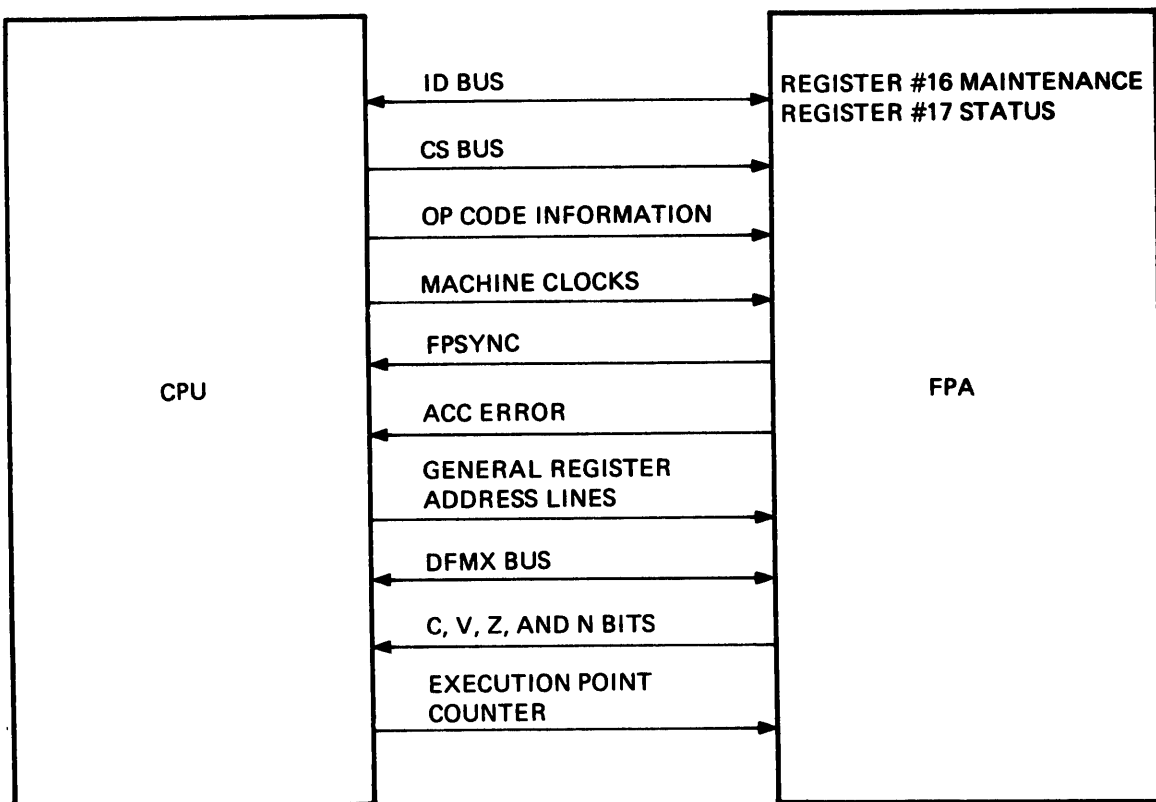 ID BUS
REGISTER #16 MAINTENANCE
REGISTER #17 STATUS
CS BUS
OP CODE INFORMATION
MACHINE CLOCKS
FPSYNC
CPU
FPA
ACC ERROR
GENERAL REGISTER
ADDRESS LINES
DFMX BUS
C, V, Z, AND N BITS
EXECUTION POINT
COUNTER